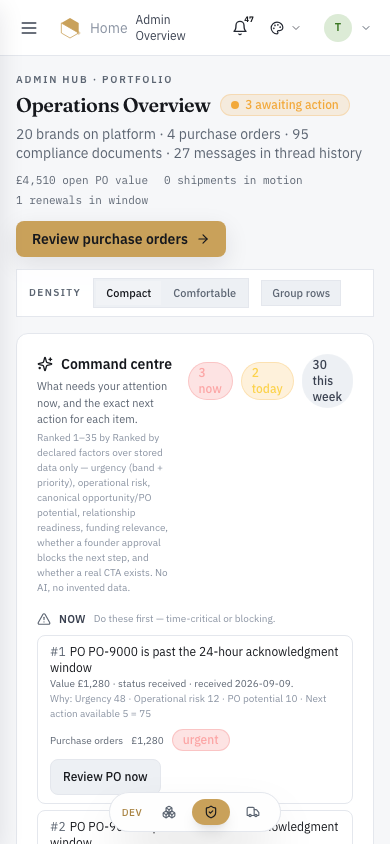 Home
Admin
Overview
47
T
ADMIN HUB · PORTFOLIO
Operations Overview
3 awaiting action
20 brands on platform · 4 purchase orders · 95
compliance documents · 27 messages in thread history
£4,510 open PO value 0 shipments in motion
1 renewals in window
Review purchase orders →
DENSITY Compact Comfortable Group rows
Command centre
What needs your attention
now, and the exact next
action for each item.
Ranked 1–35 by Ranked by
declared factors over stored
data only — urgency (band +
priority), operational risk,
canonical opportunity/PO
potential, relationship
readiness, funding relevance,
whether a founder approval
blocks the next step, and
whether a real CTA exists. No
AI, no invented data.
3
now
2
today
30
this
week
NOW Do these first — time-critical or blocking.
#1 PO PO-9000 is past the 24-hour acknowledgment
window
Value £1,280 · status received · received 2026-09-09.
Why: Urgency 48 · Operational risk 12 · PO potential 10 · Next
action available 5 = 75
Purchase orders £1,280 urgent
Review PO now
DEV
#2 PO
acknowledgment
window